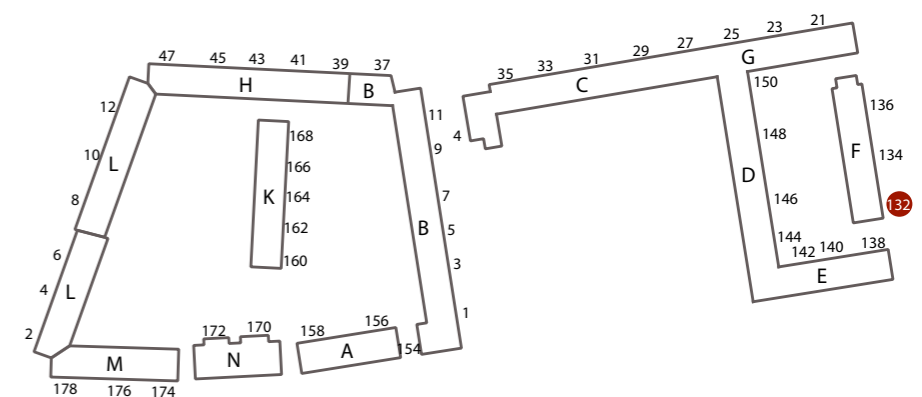 47 45 43 41 39 37
H B
12
10 L
8
6
4 L
2
168
166
K 164
162
160
11
9
7
B 5
3
1
172 170
N
158 156
A 154
M
178 176 174
35 33 31 29 27 25 23 21
C G
4
150
148
D
146
144
142 140 138
E
136
F 134
132